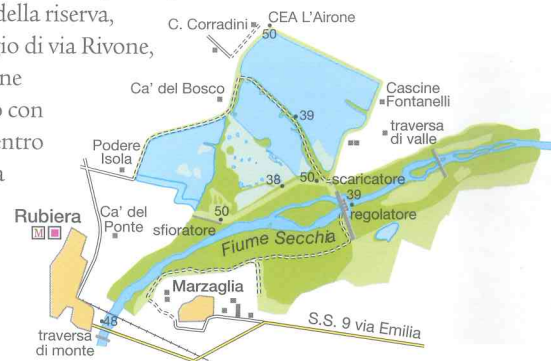 della riserva,
gio di via Rivone,
ne
o con
entro
a
C. Corradini
CEA L'Airone
50
Ca' del Bosco
39
Cascine
Fontanelli
traversa
di valle
Podere
Isola
38
50
scaricatore
39
regolatore
Rubiera
M
Ca' del
Ponte
50
sfioratore
Fiume Secchia
Marzaglia
48
traversa
di monte
S.S. 9 via Emilia